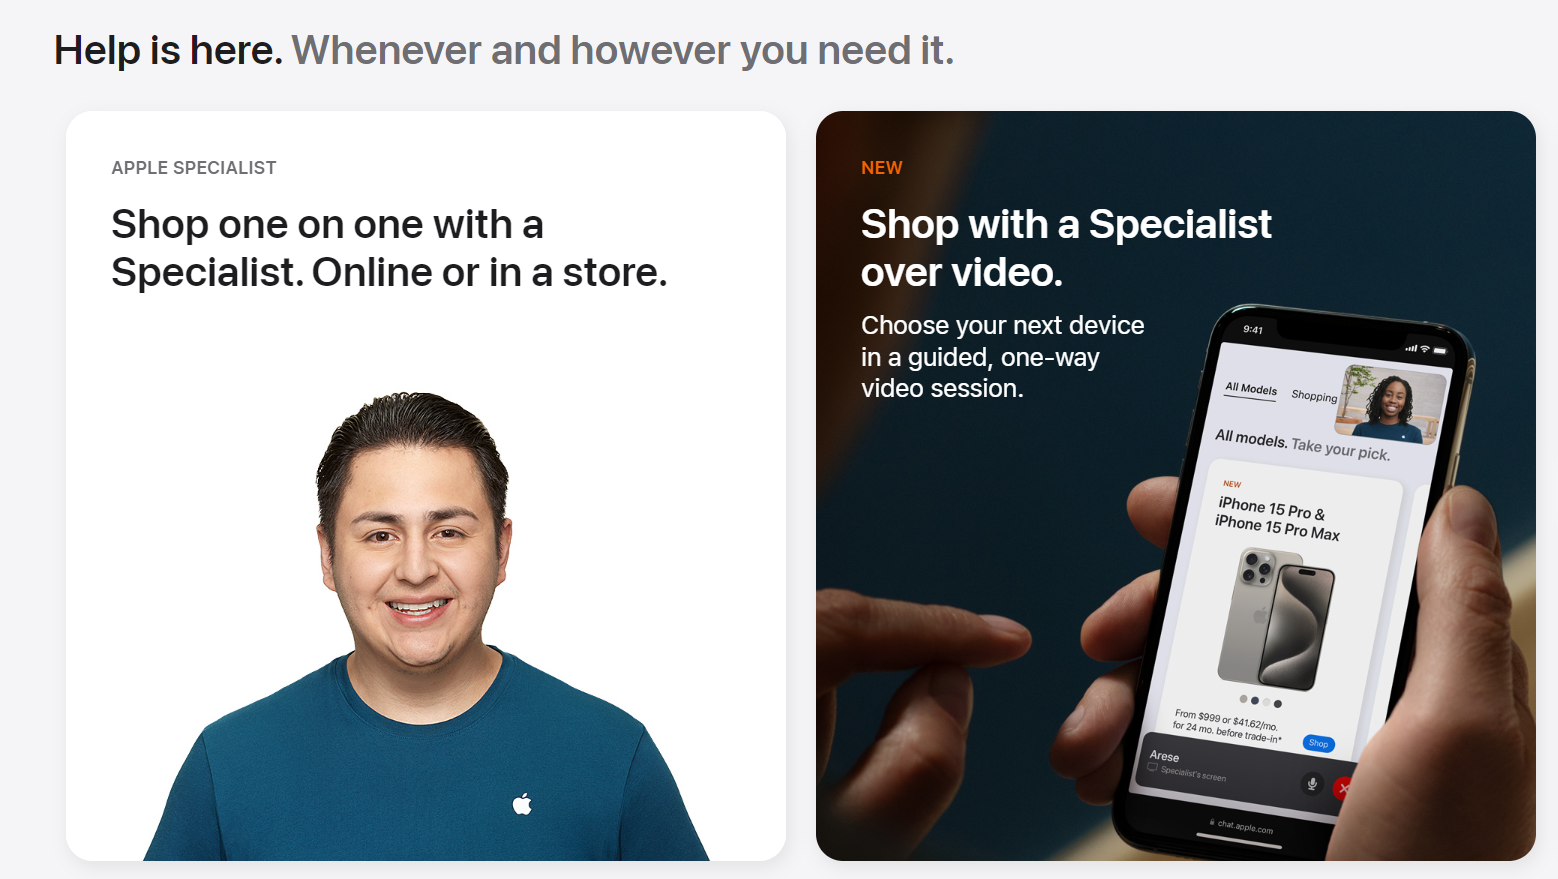 Help is here. Whenever and however you need it.
APPLE SPECIALIST
Shop one on one with a
Specialist. Online or in a store.
NEW
Shop with a Specialist
over video.
Choose your next device
in a guided, one-way
video session.
9:41
All Models Shopping
All models. Take your pick.
NEW
iPhone 15 Pro &
iPhone 15 Pro Max
From $999 or $41.62/mo.
for 24 mo. before trade-in*
Shop
Arese
Specialist's screen
chat.apple.com